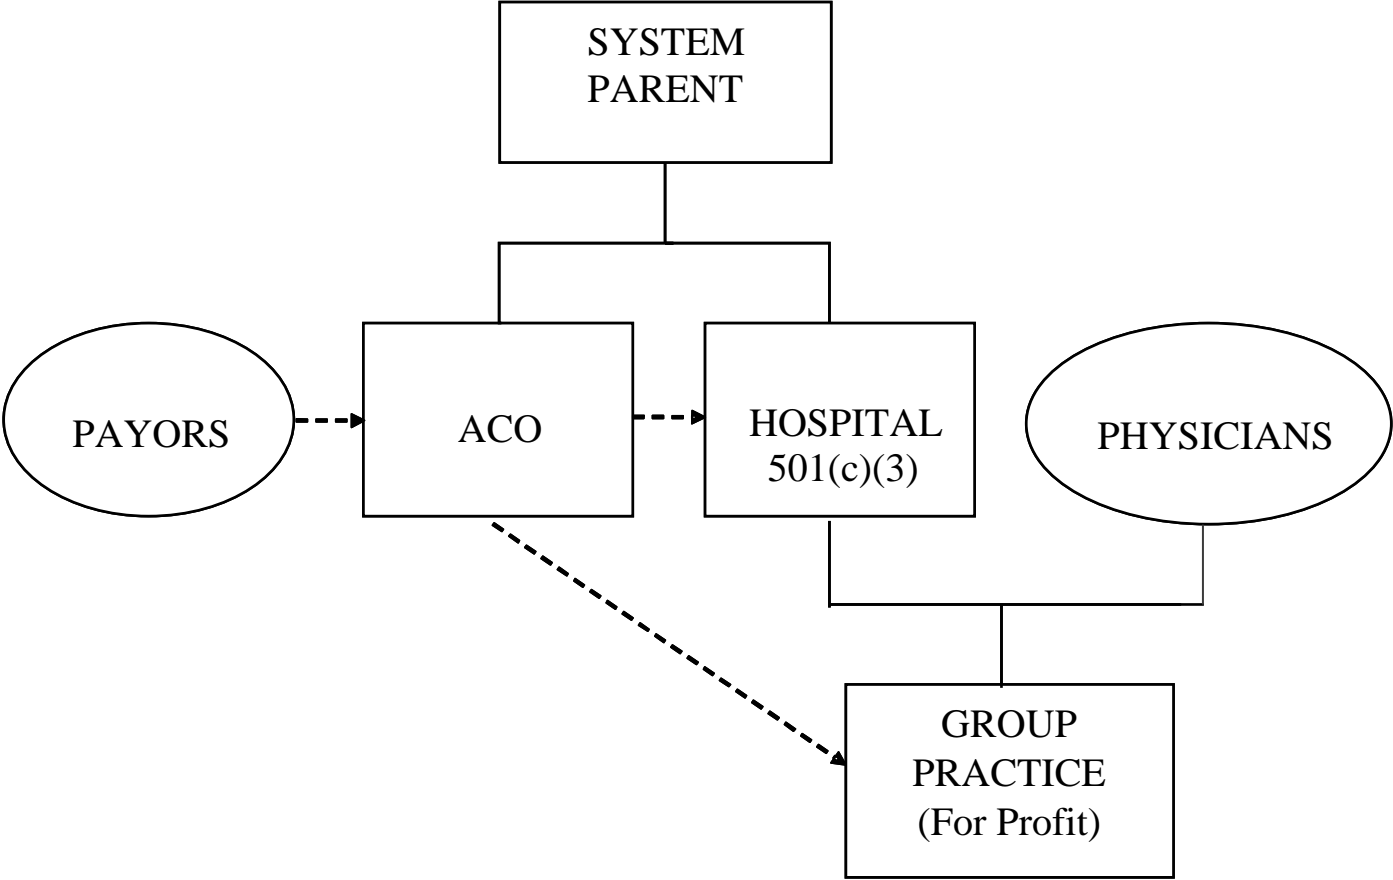 SYSTEM
PARENT
PAYORS
ACO
HOSPITAL
501(c)(3)
PHYSICIANS
GROUP
PRACTICE
(For Profit)